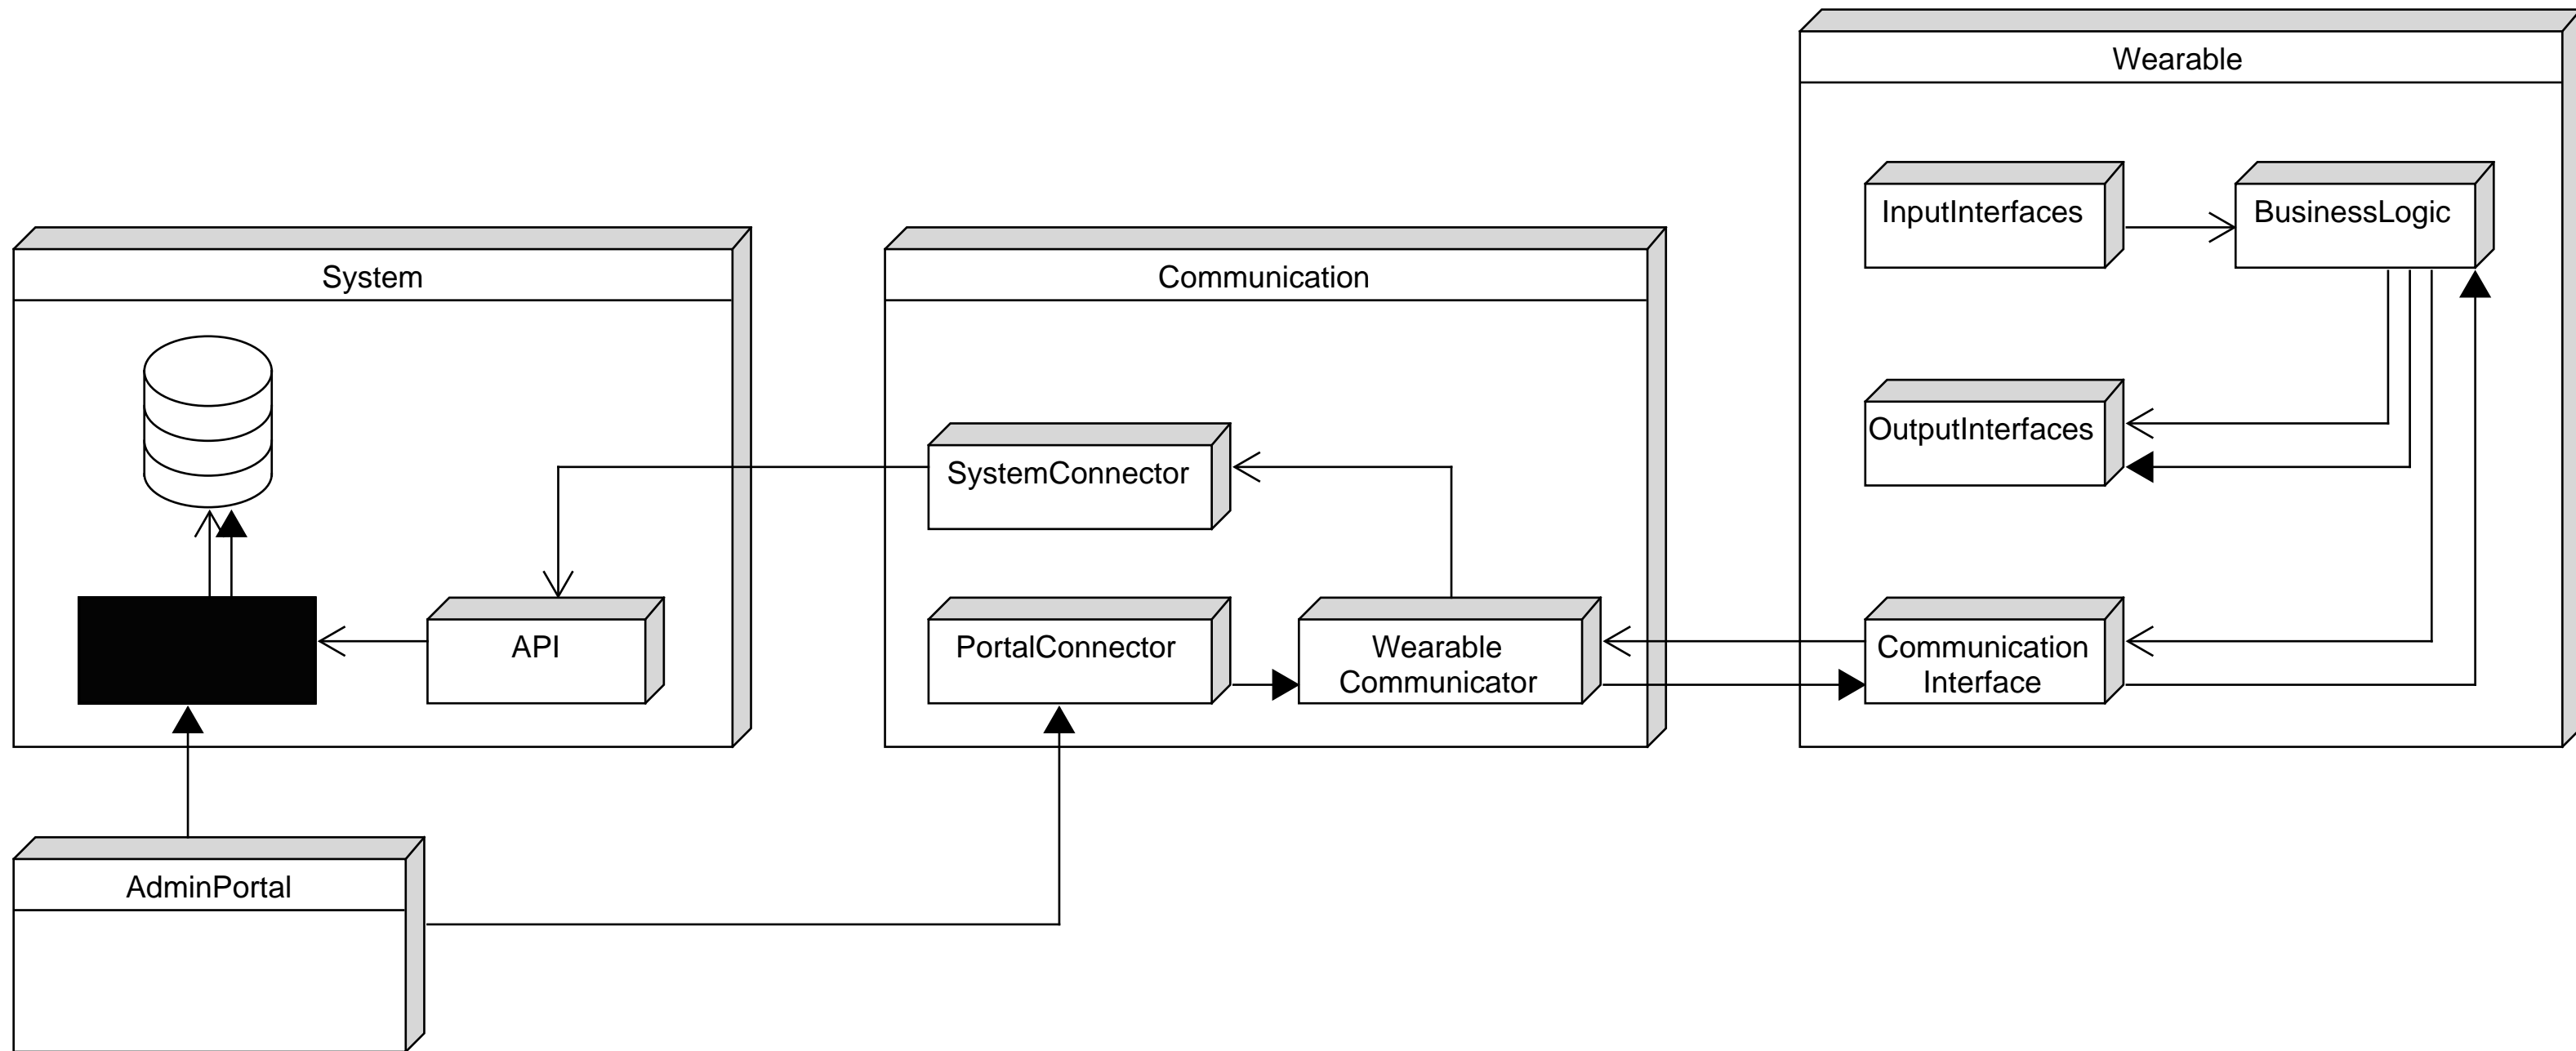 Wearable
InputInterfaces
BusinessLogic
System
Communication
OutputInterfaces
SystemConnector
API
PortalConnector
Wearable
Communicator
Communication
Interface
AdminPortal